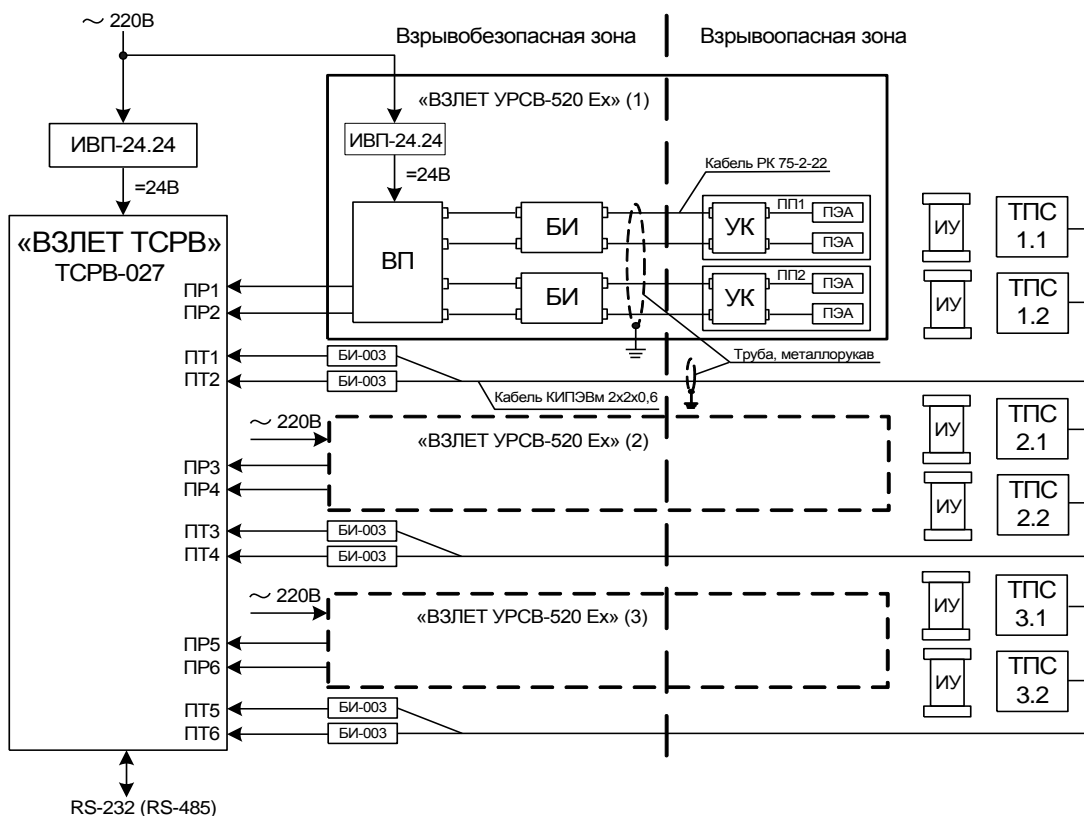 ~ 220В
Взрывобезопасная зона
Взрывоопасная зона
«ВЗЛЕТ УРСВ-520 Ех» (1)
ИВП-24.24
ИВП-24.24
=24В
=24В
Кабель РК 75-2-22
«ВЗЛЕТ ТСРВ»
ТСРВ-027
ВП
БИ
БИ
УК
ПП1
ПЭА
ПЭА
УК
ПП2
ПЭА
ПЭА
ИУ
ТПС
1.1
ИУ
ТПС
1.2
ПР1
ПР2
Труба, металлорукав
ПТ1
БИ-003
ПТ2
БИ-003
Кабель КИПЭВм 2х2х0,6
~ 220В
«ВЗЛЕТ УРСВ-520 Ех» (2)
ИУ
ТПС
2.1
ПР3
ПР4
ИУ
ТПС
2.2
ПТ3
БИ-003
ПТ4
БИ-003
~ 220В
«ВЗЛЕТ УРСВ-520 Ех» (3)
ИУ
ТПС
3.1
ПР5
ПР6
ИУ
ТПС
3.2
ПТ5
БИ-003
ПТ6
БИ-003
RS-232 (RS-485)